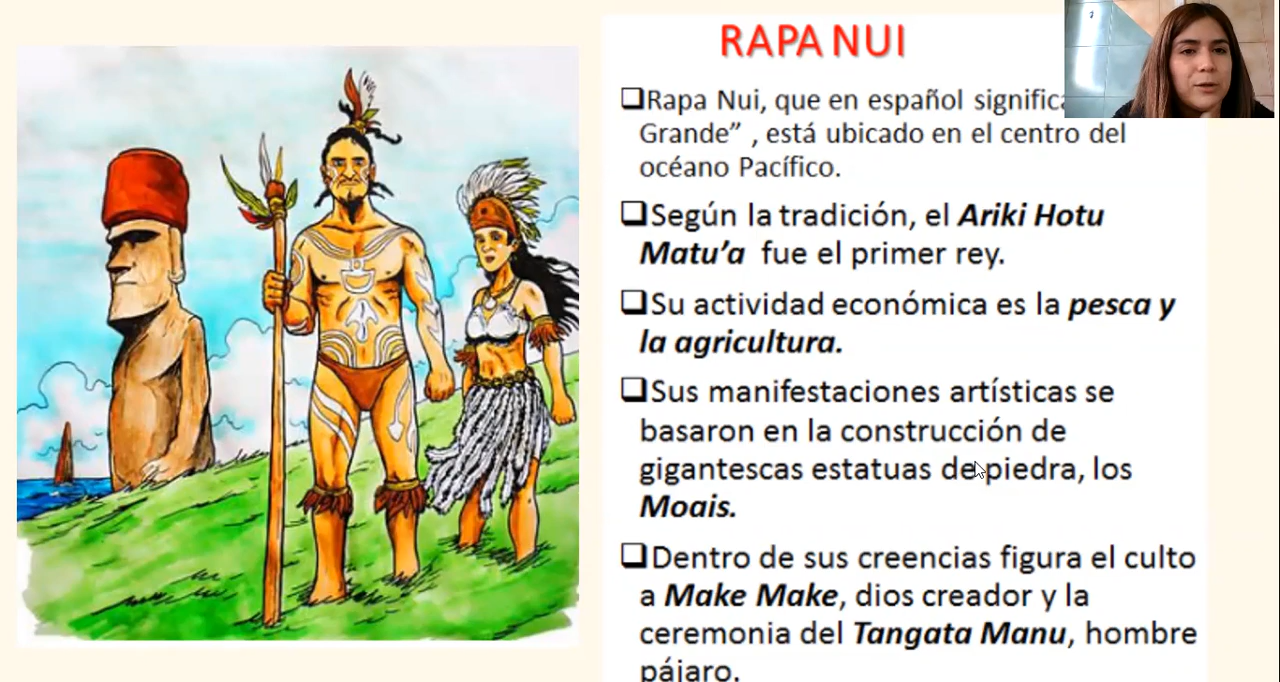 RAPA NUI
❑Rapa Nui, que en español
Grande” , está ubicado en el centro del
océano Pacífico.
❑Según la tradición, el Ariki Hotu
Matu’a fue el primer rey.
❑Su actividad económica es la pesca y
la agricultura.
❑Sus manifestaciones artísticas se
basaron en la construcción de
gigantescas estatuas de piedra, los
Moais.
❑Dentro de sus creencias figura el culto
a Make Make, dios creador y la
ceremonia del Tangata Manu, hombre
pájaro.